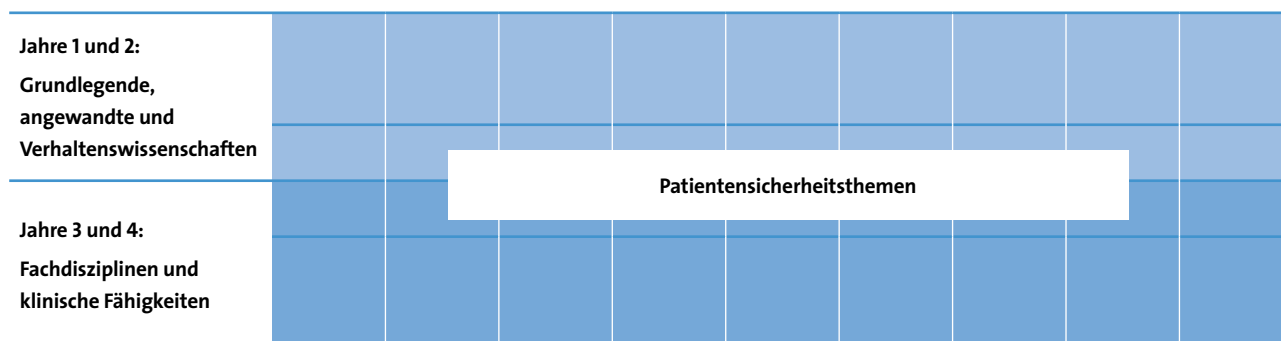 Jahre 1 und 2:
Grundlegende,
angewandte und
Verhaltenswissenschaften
Patientensicherheitsthemen
Jahre 3 und 4:
Fachdisziplinen und
klinische Fähigkeiten